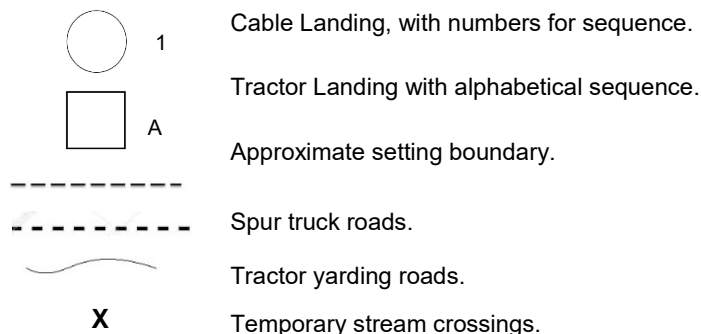 Cable Landing, with numbers for sequence.
1
Tractor Landing with alphabetical sequence.
A
Approximate setting boundary.
Spur truck roads.
Tractor yarding roads.
X
Temporary stream crossings.